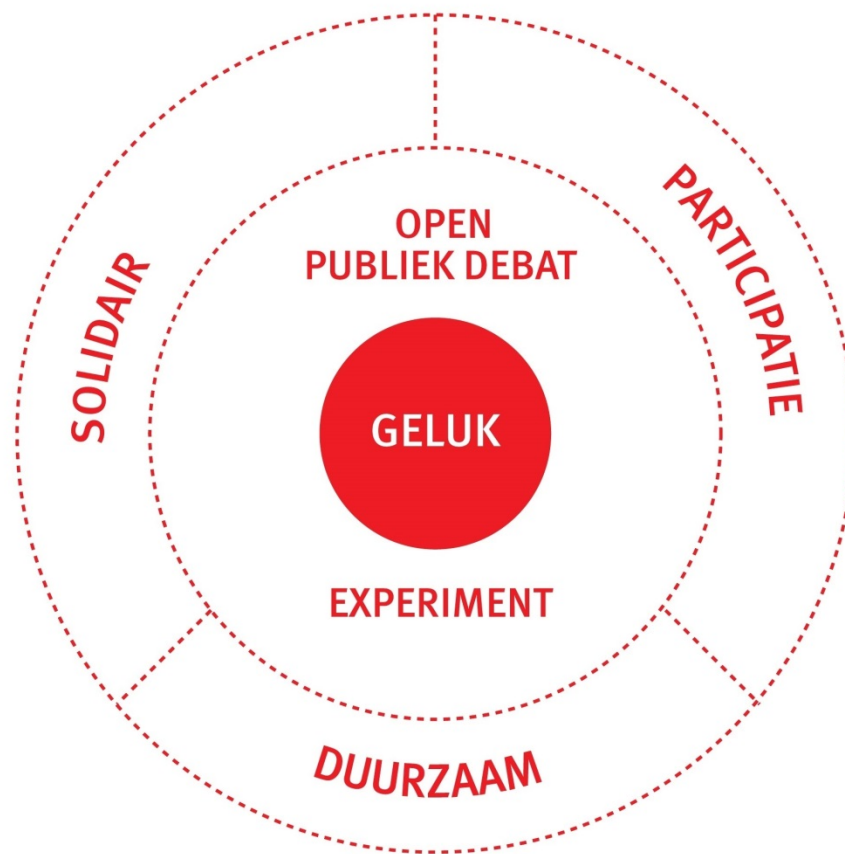 OPEN
PUBLIEK DEBAT
PARTICIPATIE
SOLIDAIR
GELUK
EXPERIMENT
DUURZAAM